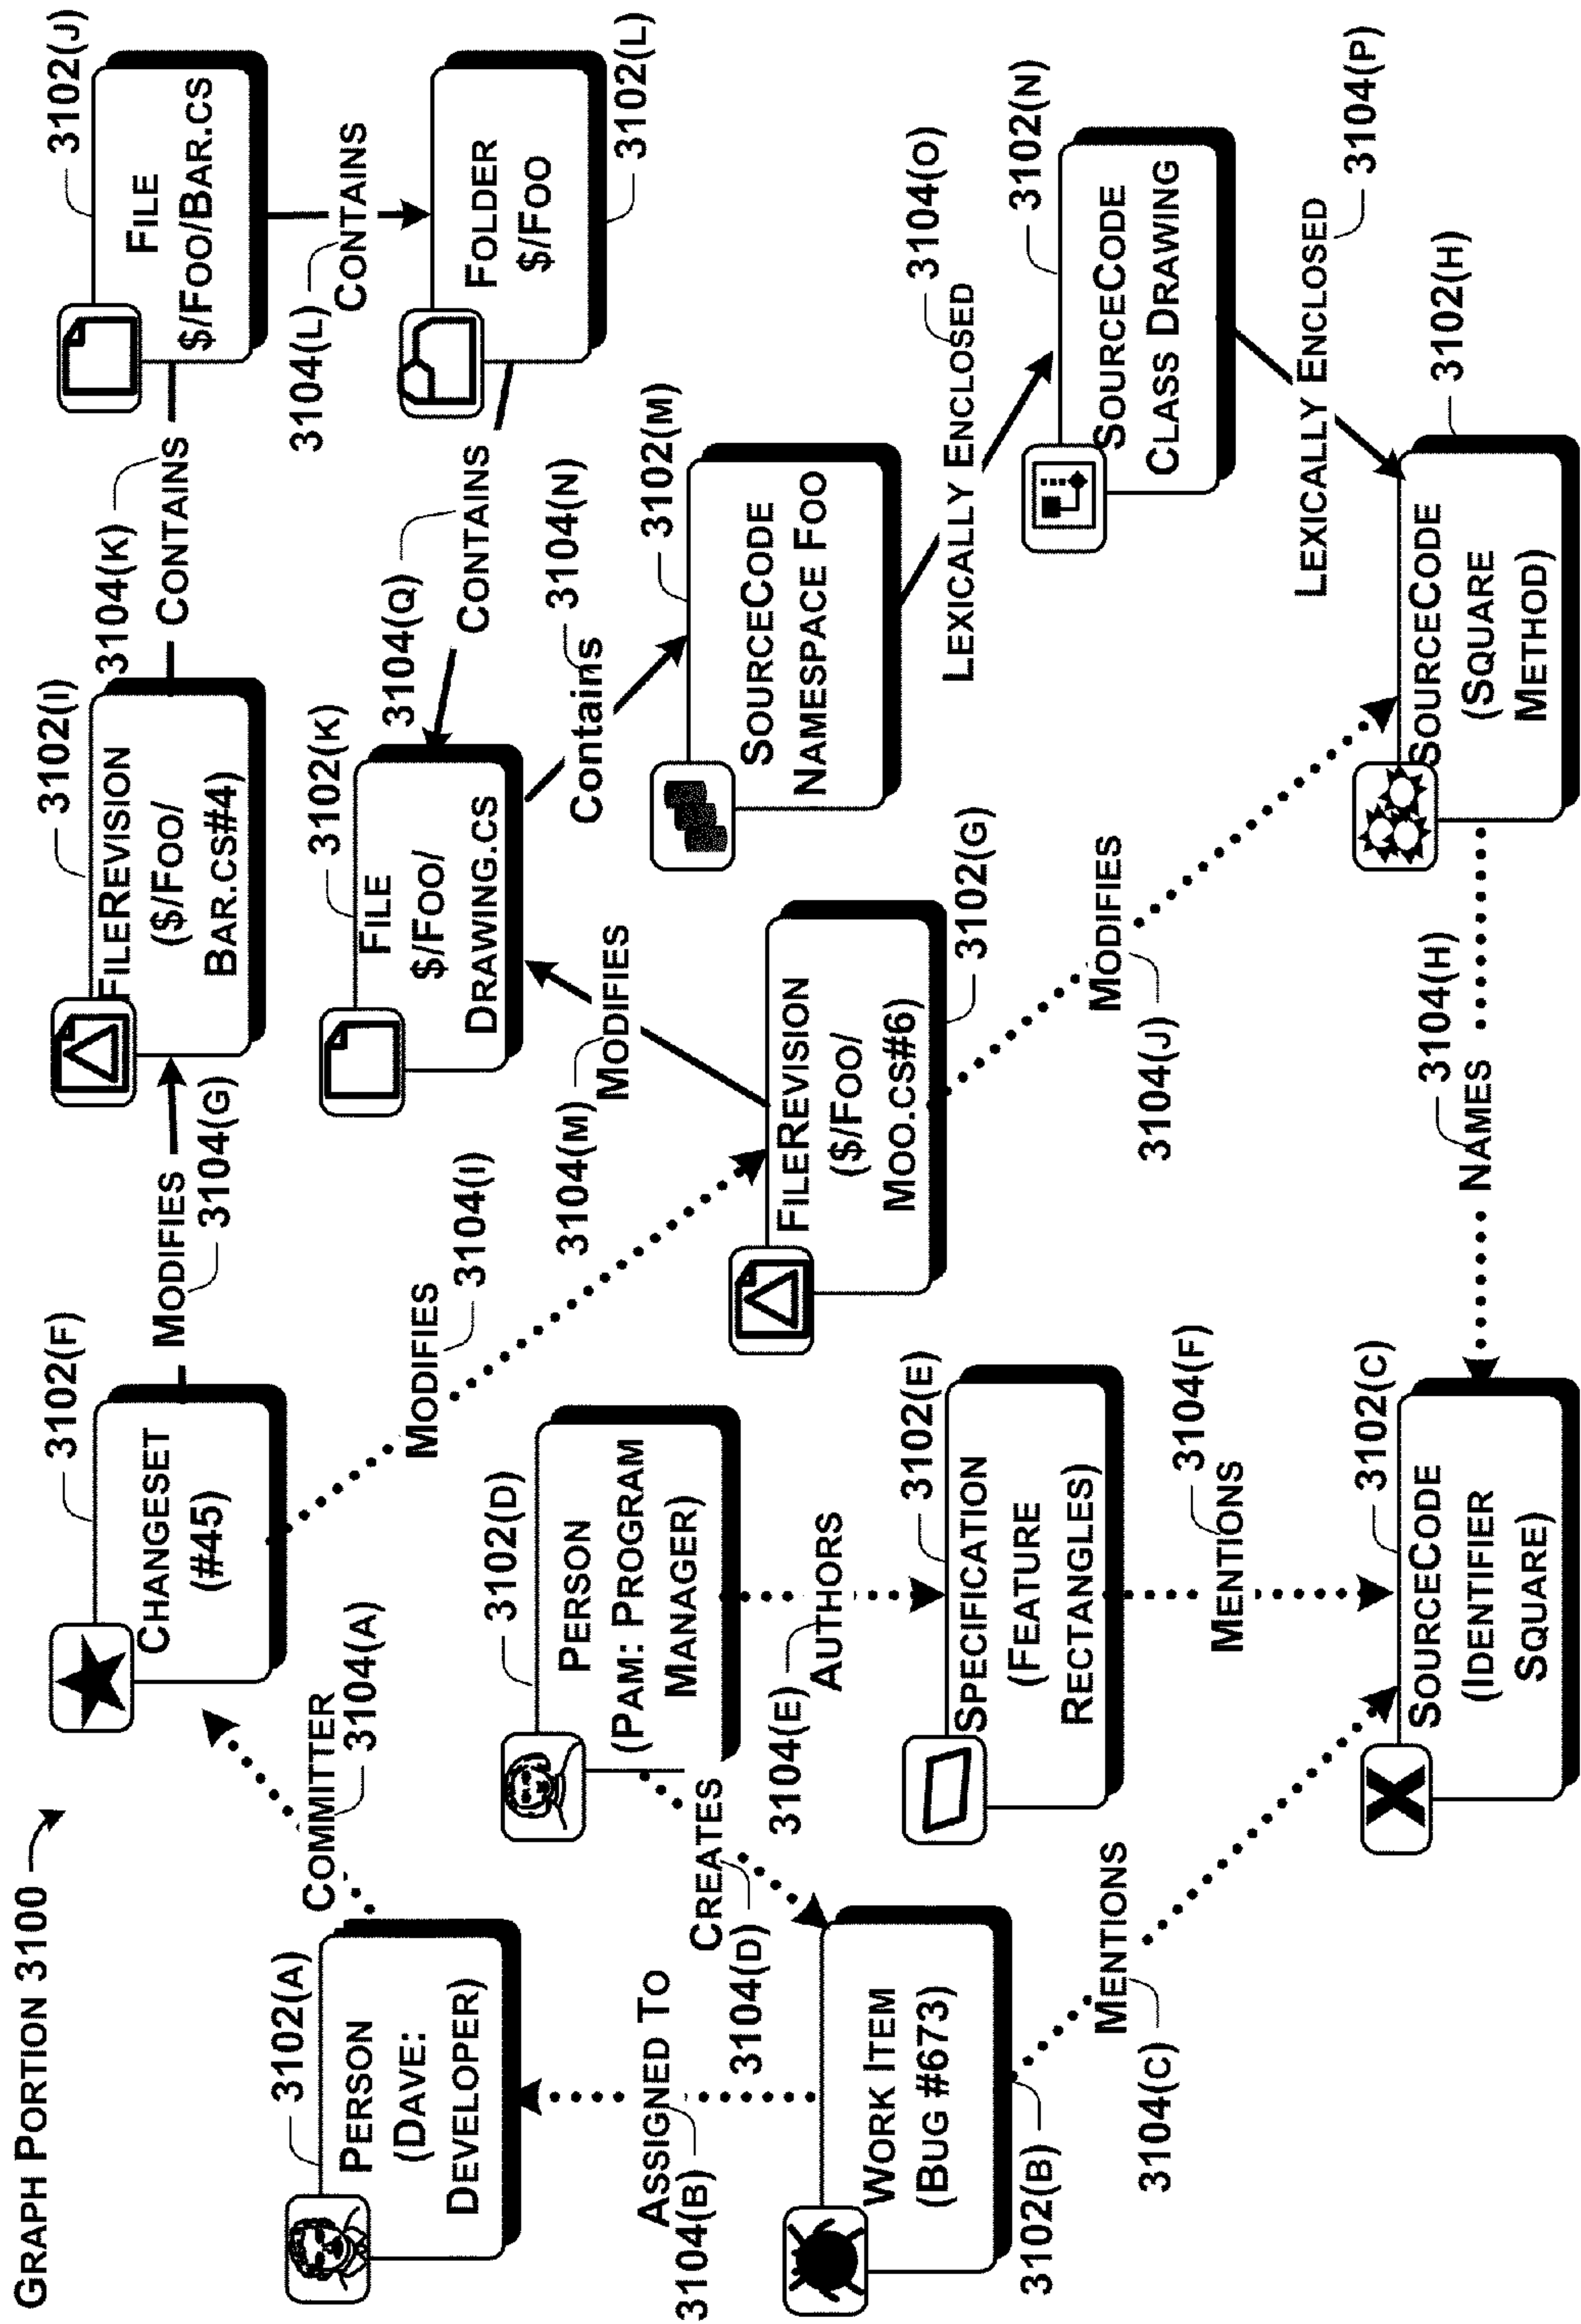 GRAPH PORTION 3100
3102(A)
PERSON
(DAVE:
DEVELOPER)
COMMITTER
3104(A)
3102(F)
CHANGESET
(#45)
MODIFIES
3104(G)
3102(I)
FILEREVISION
($/FOO/
BAR.CS#4)
3104(K)
CONTAINS
3102(J)
FILE
$/FOO/BAR.CS
3104(L)
CONTAINS
FOLDER
$/FOO
3102(L)
3104(Q)
CONTAINS
3102(K)
FILE
$/FOO/
DRAWING.CS
Contains
3104(N)
3102(M)
SOURCECODE
NAMESPACE FOO
LEXICALLY ENCLOSED
3104(O)
3102(N)
SOURCECODE
CLASS DRAWING
LEXICALLY ENCLOSED
3104(P)
3102(H)
SOURCECODE
(SQUARE
METHOD)
MODIFIES
3104(I)
3104(M)
MODIFIES
FILEREVISION
($/FOO/
MOO.CS#6)
3102(G)
MODIFIES
3104(J)
3104(H)
NAMES
3102(D)
PERSON
(PAM: PROGRAM
MANAGER)
3104(E)
AUTHORS
3102(E)
SPECIFICATION
(FEATURE
RECTANGLES)
3104(F)
MENTIONS
3102(C)
SOURCECODE
(IDENTIFIER
SQUARE)
CREATES
3104(D)
ASSIGNED TO
3104(B)
WORK ITEM
(BUG #673)
3102(B)
MENTIONS
3104(C)